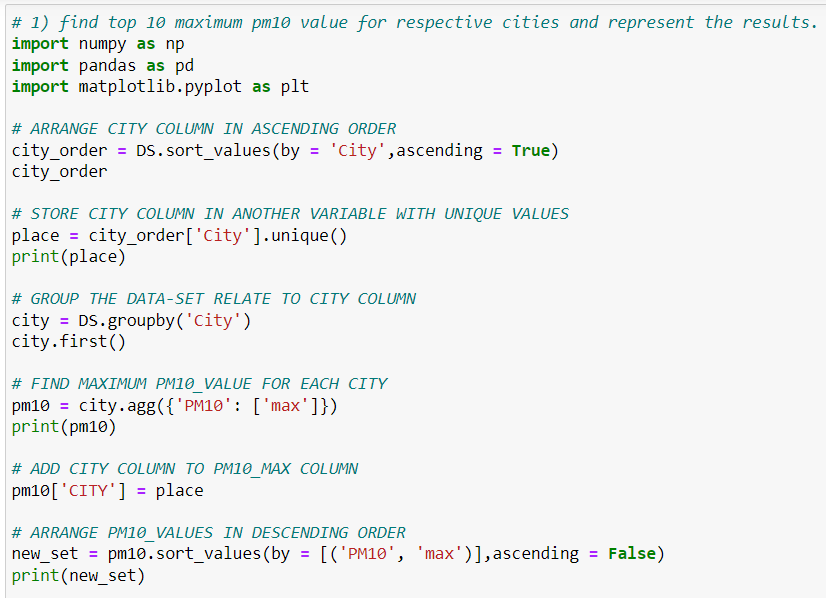 # 1) find top 10 maximum pm10 value for respective cities and represent the results.
import numpy as np
import pandas as pd
import matplotlib.pyplot as plt
# ARRANGE CITY COLUMN IN ASCENDING ORDER
city_order = DS.sort_values(by = 'City',ascending = True)
city_order
# STORE CITY COLUMN IN ANOTHER VARIABLE WITH UNIQUE VALUES
place = city_order['City'].unique()
print(place)
# GROUP THE DATA-SET RELATE TO CITY COLUMN
city = DS.groupby('City')
city.first()
# FIND MAXIMUM PM10_VALUE FOR EACH CITY
pm10 = city.agg({'PM10': ['max']})
print(pm10)
# ADD CITY COLUMN TO PM10_MAX COLUMN
pm10['CITY'] = place
# ARRANGE PM10_VALUES IN DESCENDING ORDER
new_set = pm10.sort_values(by = [('PM10', 'max')],ascending = False)
print(new_set)